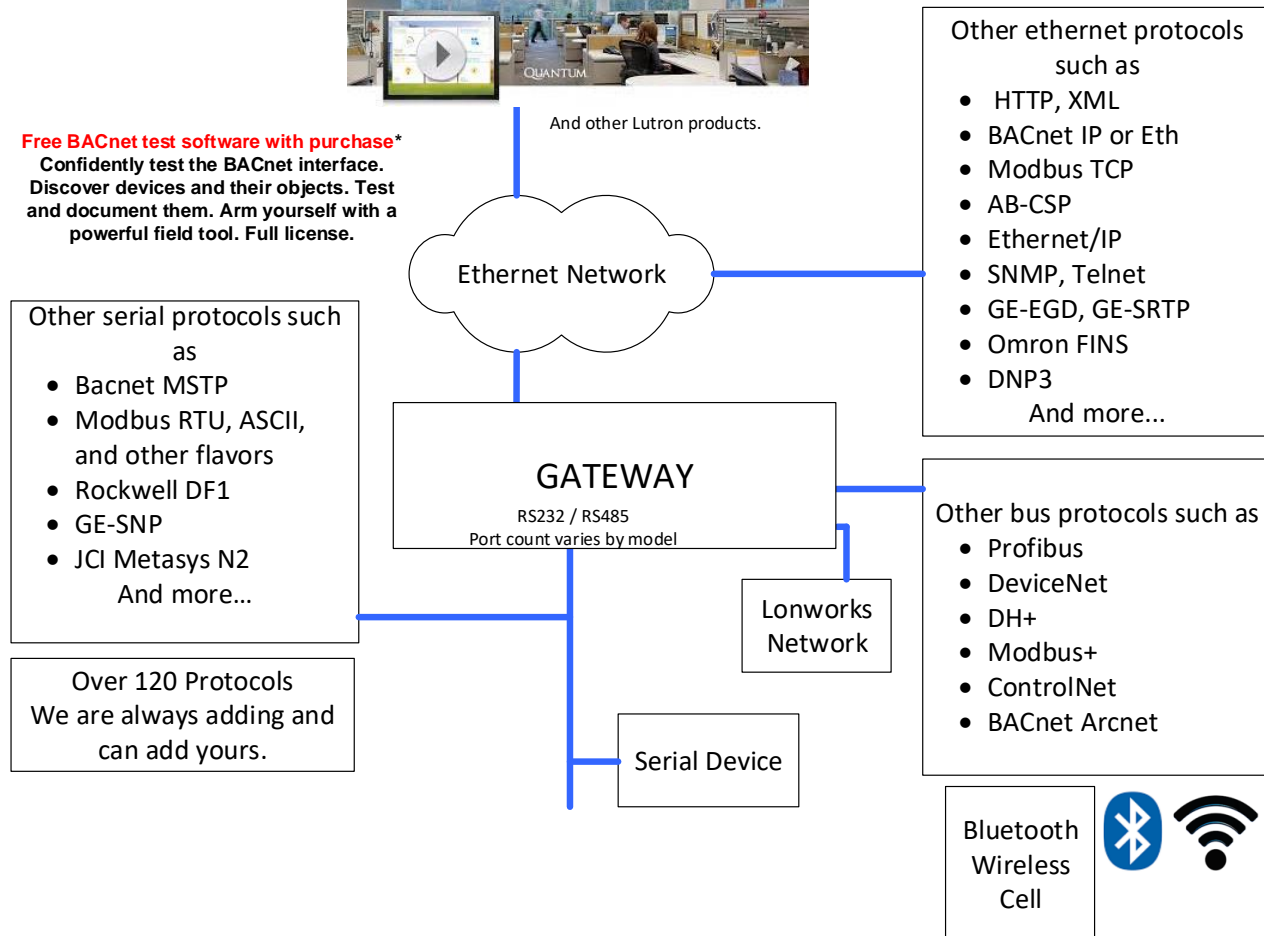 QUANTUM
And other Lutron products.
Free BACnet test software with purchase*
Confidently test the BACnet interface.
Discover devices and their objects. Test
and document them. Arm yourself with a
powerful field tool. Full license.
Ethernet Network
Other ethernet protocols
such as
• HTTP, XML
• BACnet IP or Eth
• Modbus TCP
• AB-CSP
• Ethernet/IP
• SNMP, Telnet
• GE-EGD, GE-SRTP
• Omron FINS
• DNP3
And more...
Other serial protocols such
as
• Bacnet MSTP
• Modbus RTU, ASCII,
and other flavors
• Rockwell DF1
• GE-SNP
• JCI Metasys N2
And more…
GATEWAY
RS232 / RS485
Port count varies by model
Other bus protocols such as
• Profibus
• DeviceNet
• DH+
• Modbus+
• ControlNet
• BACnet Arcnet
Lonworks
Network
Over 120 Protocols
We are always adding and
can add yours.
Serial Device
Bluetooth
Wireless
Cell